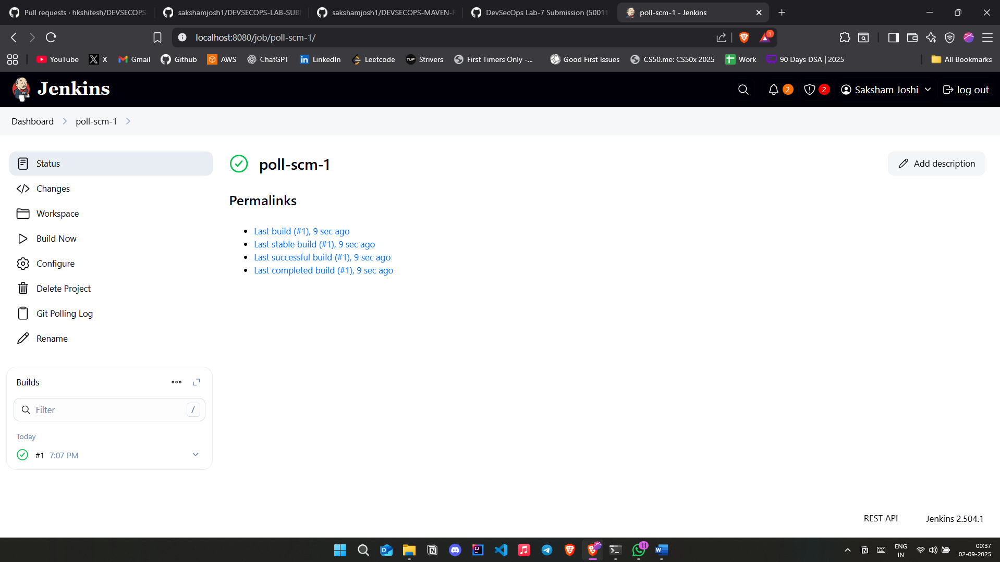 Pull requests · hkshitesh/DEVSECOPS-
sakshamjosh1/DEVSECOPS-LAB-SUBM
sakshamjosh1/DEVSECOPS-MAVEN-P
DevSecOps Lab-7 Submission (50011
poll-scm-1 - Jenkins
localhost:8080/job/poll-scm-1/
1
YouTube
X
Gmail
Github
AWS
ChatGPT
LinkedIn
Leetcode
Strivers
First Timers Only -...
Good First Issues
CS50.me: CS50x 2025
Work
90 Days DSA | 2025
All Bookmarks
Jenkins
2
2
Saksham Joshi
log out
Dashboard
poll-scm-1
Status
Changes
Workspace
Build Now
Configure
Delete Project
Git Polling Log
Rename
Builds
Filter
/
Today
#1 7:07 PM
poll-scm-1
Add description
Permalinks
Last build (#1), 9 sec ago
Last stable build (#1), 9 sec ago
Last successful build (#1), 9 sec ago
Last completed build (#1), 9 sec ago
REST API
Jenkins 2.504.1
11
ENG
IN
00:37
02-09-2025